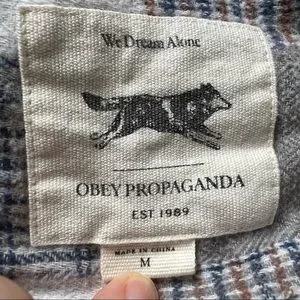 We Dream Alone
OBEY PROPAGANDA
EST 1989
MADE IN CHINA
M